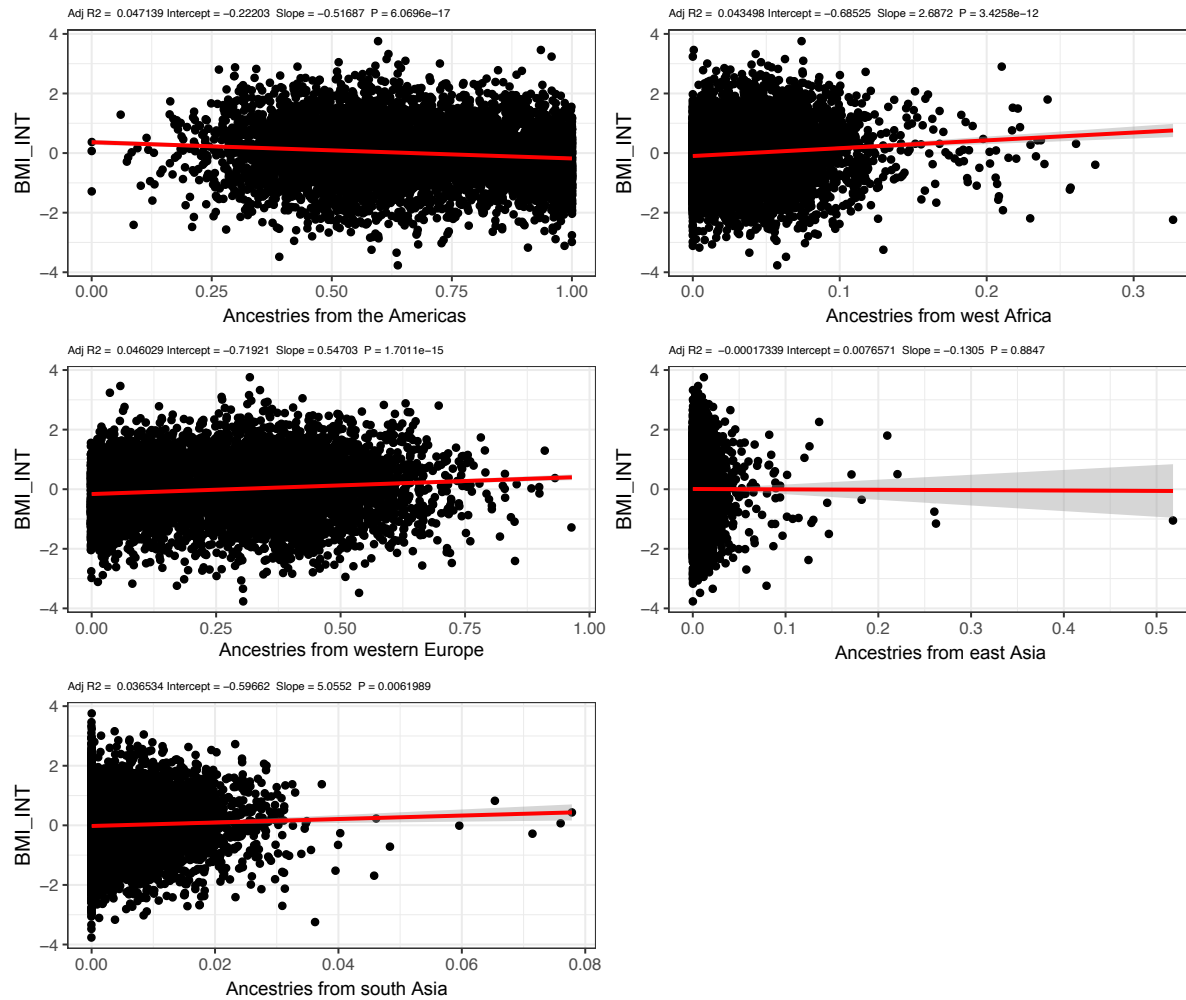 Adj R2 = 0.047139 Intercept = −0.22203 Slope = −0.51687 P = 6.0696e−17
4
2
0
−2
−4
BMI_INT
0.00 0.25 0.50 0.75 1.00
Ancestries from the Americas
Adj R2 = 0.043498 Intercept = −0.68525 Slope = 2.6872 P = 3.4258e−12
4
2
0
−2
−4
BMI_INT
0.0 0.1 0.2 0.3
Ancestries from west Africa
Adj R2 = 0.046029 Intercept = −0.71921 Slope = 0.54703 P = 1.7011e−15
4
2
0
−2
−4
BMI_INT
0.00 0.25 0.50 0.75 1.00
Ancestries from western Europe
Adj R2 = −0.00017339 Intercept = 0.0076571 Slope = −0.1305 P = 0.8847
4
2
0
−2
−4
BMI_INT
0.0 0.1 0.2 0.3 0.4 0.5
Ancestries from east Asia
Adj R2 = 0.036534 Intercept = −0.59662 Slope = 5.0552 P = 0.0061989
4
2
0
−2
−4
BMI_INT
0.00 0.02 0.04 0.06 0.08
Ancestries from south Asia